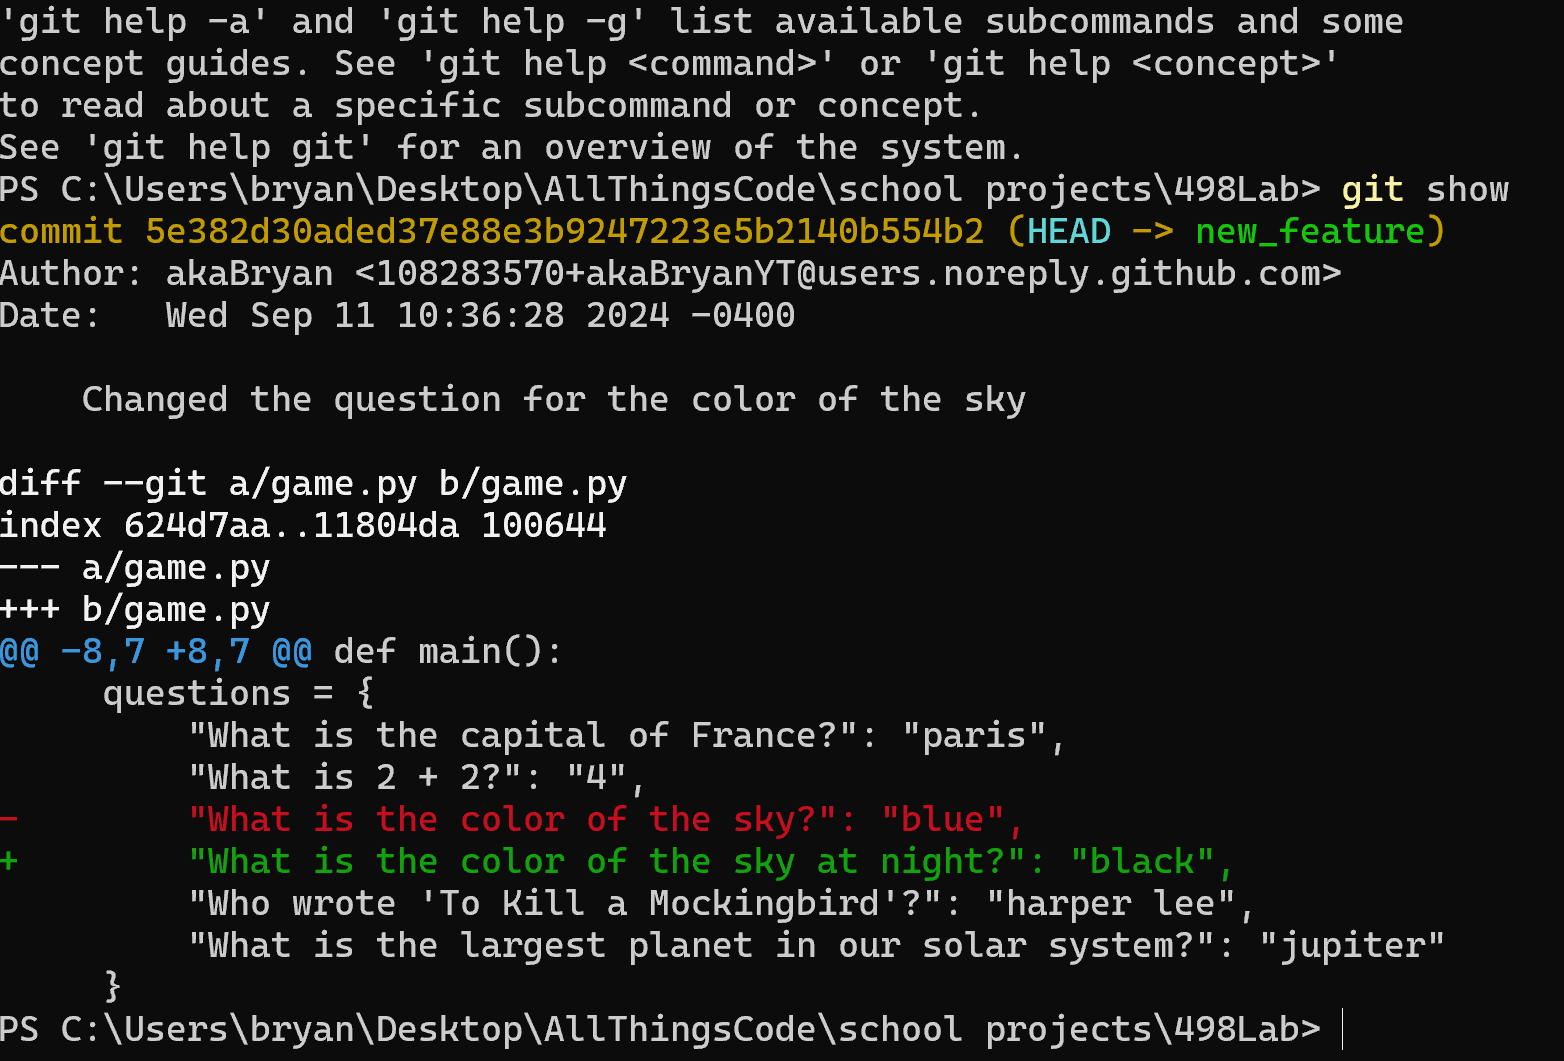 'git help -a' and 'git help -g' list available subcommands and some
concept guides. See 'git help <command>' or 'git help <concept>'
to read about a specific subcommand or concept.
See 'git help git' for an overview of the system.
PS C:\Users\bryan\Desktop\AllThingsCode\school projects\498Lab> git show
commit 5e382d30aded37e88e3b9247223e5b2140b554b2 (HEAD -> new_feature)
Author: akaBryan <108283570+akaBryanYT@users.noreply.github.com>
Date:   Wed Sep 11 10:36:28 2024 -0400

    Changed the question for the color of the sky

diff --git a/game.py b/game.py
index 624d7aa..11804da 100644
--- a/game.py
+++ b/game.py
@@ -8,7 +8,7 @@ def main():
     questions = {
         "What is the capital of France?": "paris",
         "What is 2 + 2?": "4",
-        "What is the color of the sky?": "blue",
+        "What is the color of the sky at night?": "black",
         "Who wrote 'To Kill a Mockingbird'?": "harper lee",
         "What is the largest planet in our solar system?": "jupiter"
     }
PS C:\Users\bryan\Desktop\AllThingsCode\school projects\498Lab>